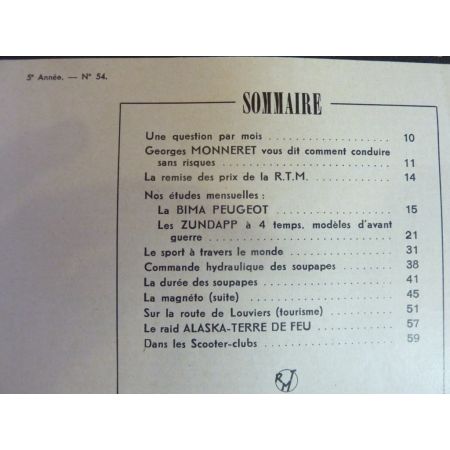 5e Année. — N° 54.
SOMMAIRE
Une question par mois .................... 10
Georges MONNERET vous dit comment conduire
sans risques .................... 11
La remise des prix de la R.T.M. .................... 14
Nos études mensuelles :
La BIMA PEUGEOT .................... 15
Les ZUNDAPP à 4 temps, modèles d'avant
guerre .................... 21
Le sport à travers le monde .................... 31
Commande hydraulique des soupapes .................... 38
La durée des soupapes .................... 41
La magnéto (suite) .................... 45
Sur la route de Louviers (tourisme) .................... 51
Le raid ALASKA-TERRE DE FEU .................... 57
Dans les Scooter-clubs .................... 59